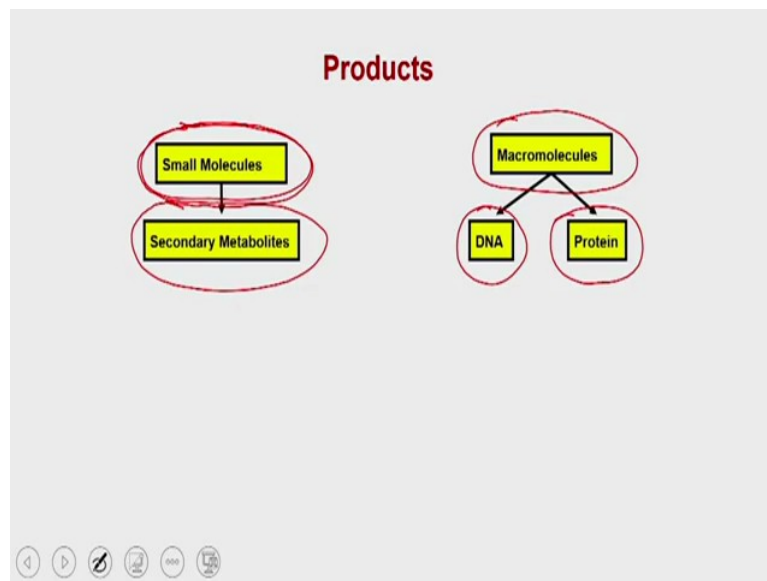 Products
Small Molecules
Macromolecules
Secondary Metabolites
DNA
Protein